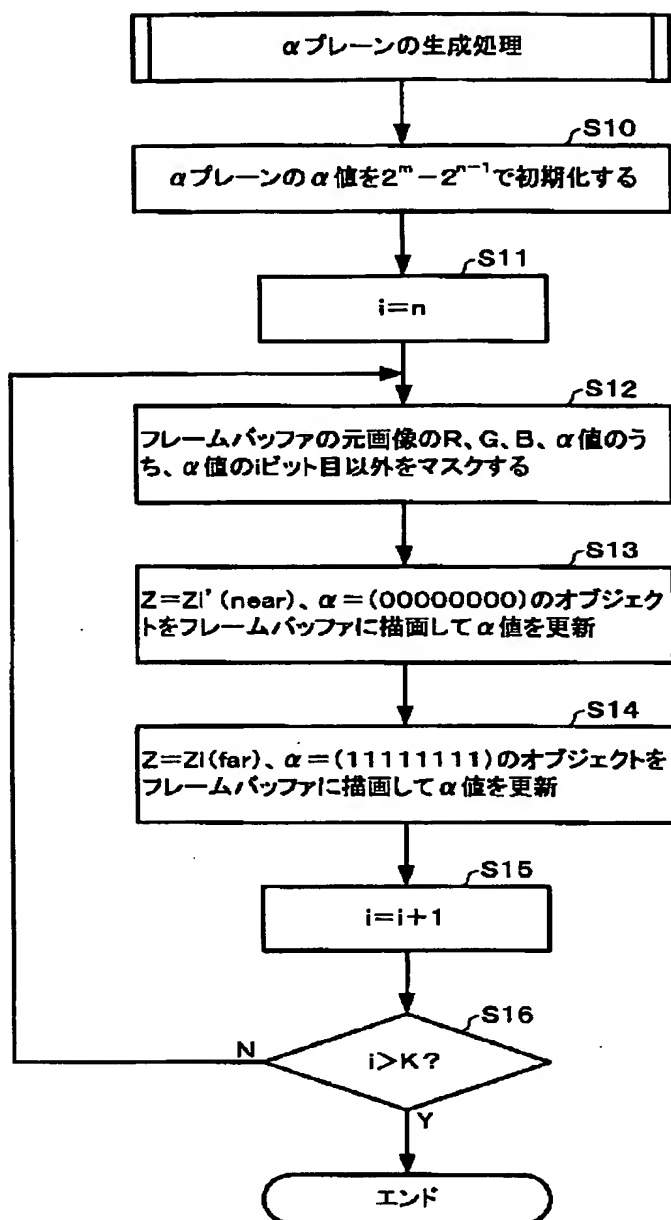 αプレーンの生成処理
S10
αプレーンのα値を2^m－2^{n-1}で初期化する
S11
i＝n
S12
フレームバッファの元画像のR、G、B、α値のう
ち、α値のiビット目以外をマスクする
S13
Z＝ZI'(near)、α＝(00000000)のオブジェク
トをフレームバッファに描画してα値を更新
S14
Z＝ZI(far)、α＝(11111111)のオブジェクトを
フレームバッファに描画してα値を更新
S15
i＝i＋1
S16
i＞K？
N
Y
エンド